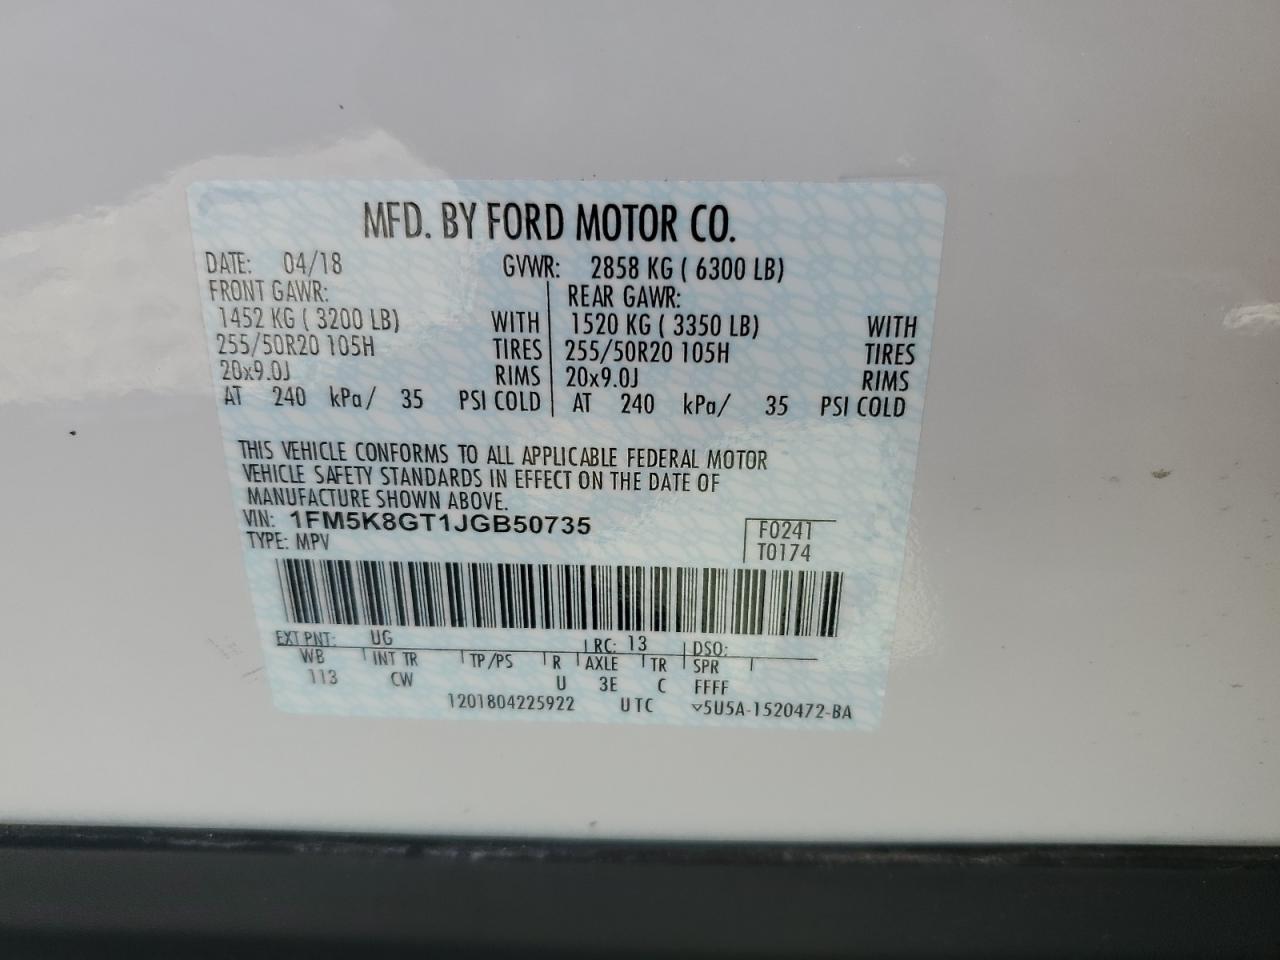 MFD. BY FORD MOTOR CO.
DATE: 04/18 GVWR: 2858 KG ( 6300 LB)
FRONT GAWR: REAR GAWR:
1452 KG ( 3200 LB) WITH 1520 KG ( 3350 LB) WITH
255/50R20 105H TIRES 255/50R20 105H TIRES
20x9.0J RIMS 20x9.0J RIMS
AT 240 kPa/ 35 PSI COLD AT 240 kPa/ 35 PSI COLD
THIS VEHICLE CONFORMS TO ALL APPLICABLE FEDERAL MOTOR
VEHICLE SAFETY STANDARDS IN EFFECT ON THE DATE OF
MANUFACTURE SHOWN ABOVE.
VIN: 1FM5K8GT1JGB50735
TYPE: MPV
F0241
T0174
EXT PNT: UG RC: 13 DSO:
WB INT TR TP/PS R AXLE TR SPR
113 CW U 3E C FFFF
1201804225922 UTC ▽5U5A-1520472-BA